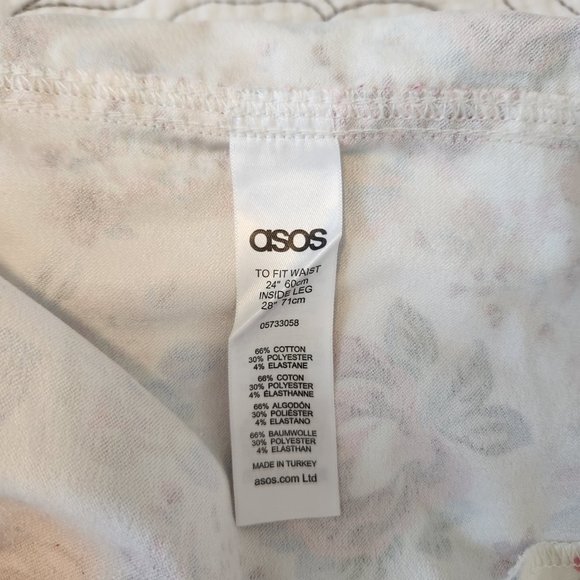 asos
TO FIT WAIST
24" 60cm
INSIDE LEG
28" 71cm
05733058
66% COTTON
30% POLYESTER
4% ELASTANE
66% COTON
30% POLYESTER
4% ÉLASTHANNE
66% ALGODÓN
30% POLIÉSTER
4% ELASTANO
66% BAUMWOLLE
30% POLYESTER
4% ELASTHAN
MADE IN TURKEY
asos.com Ltd